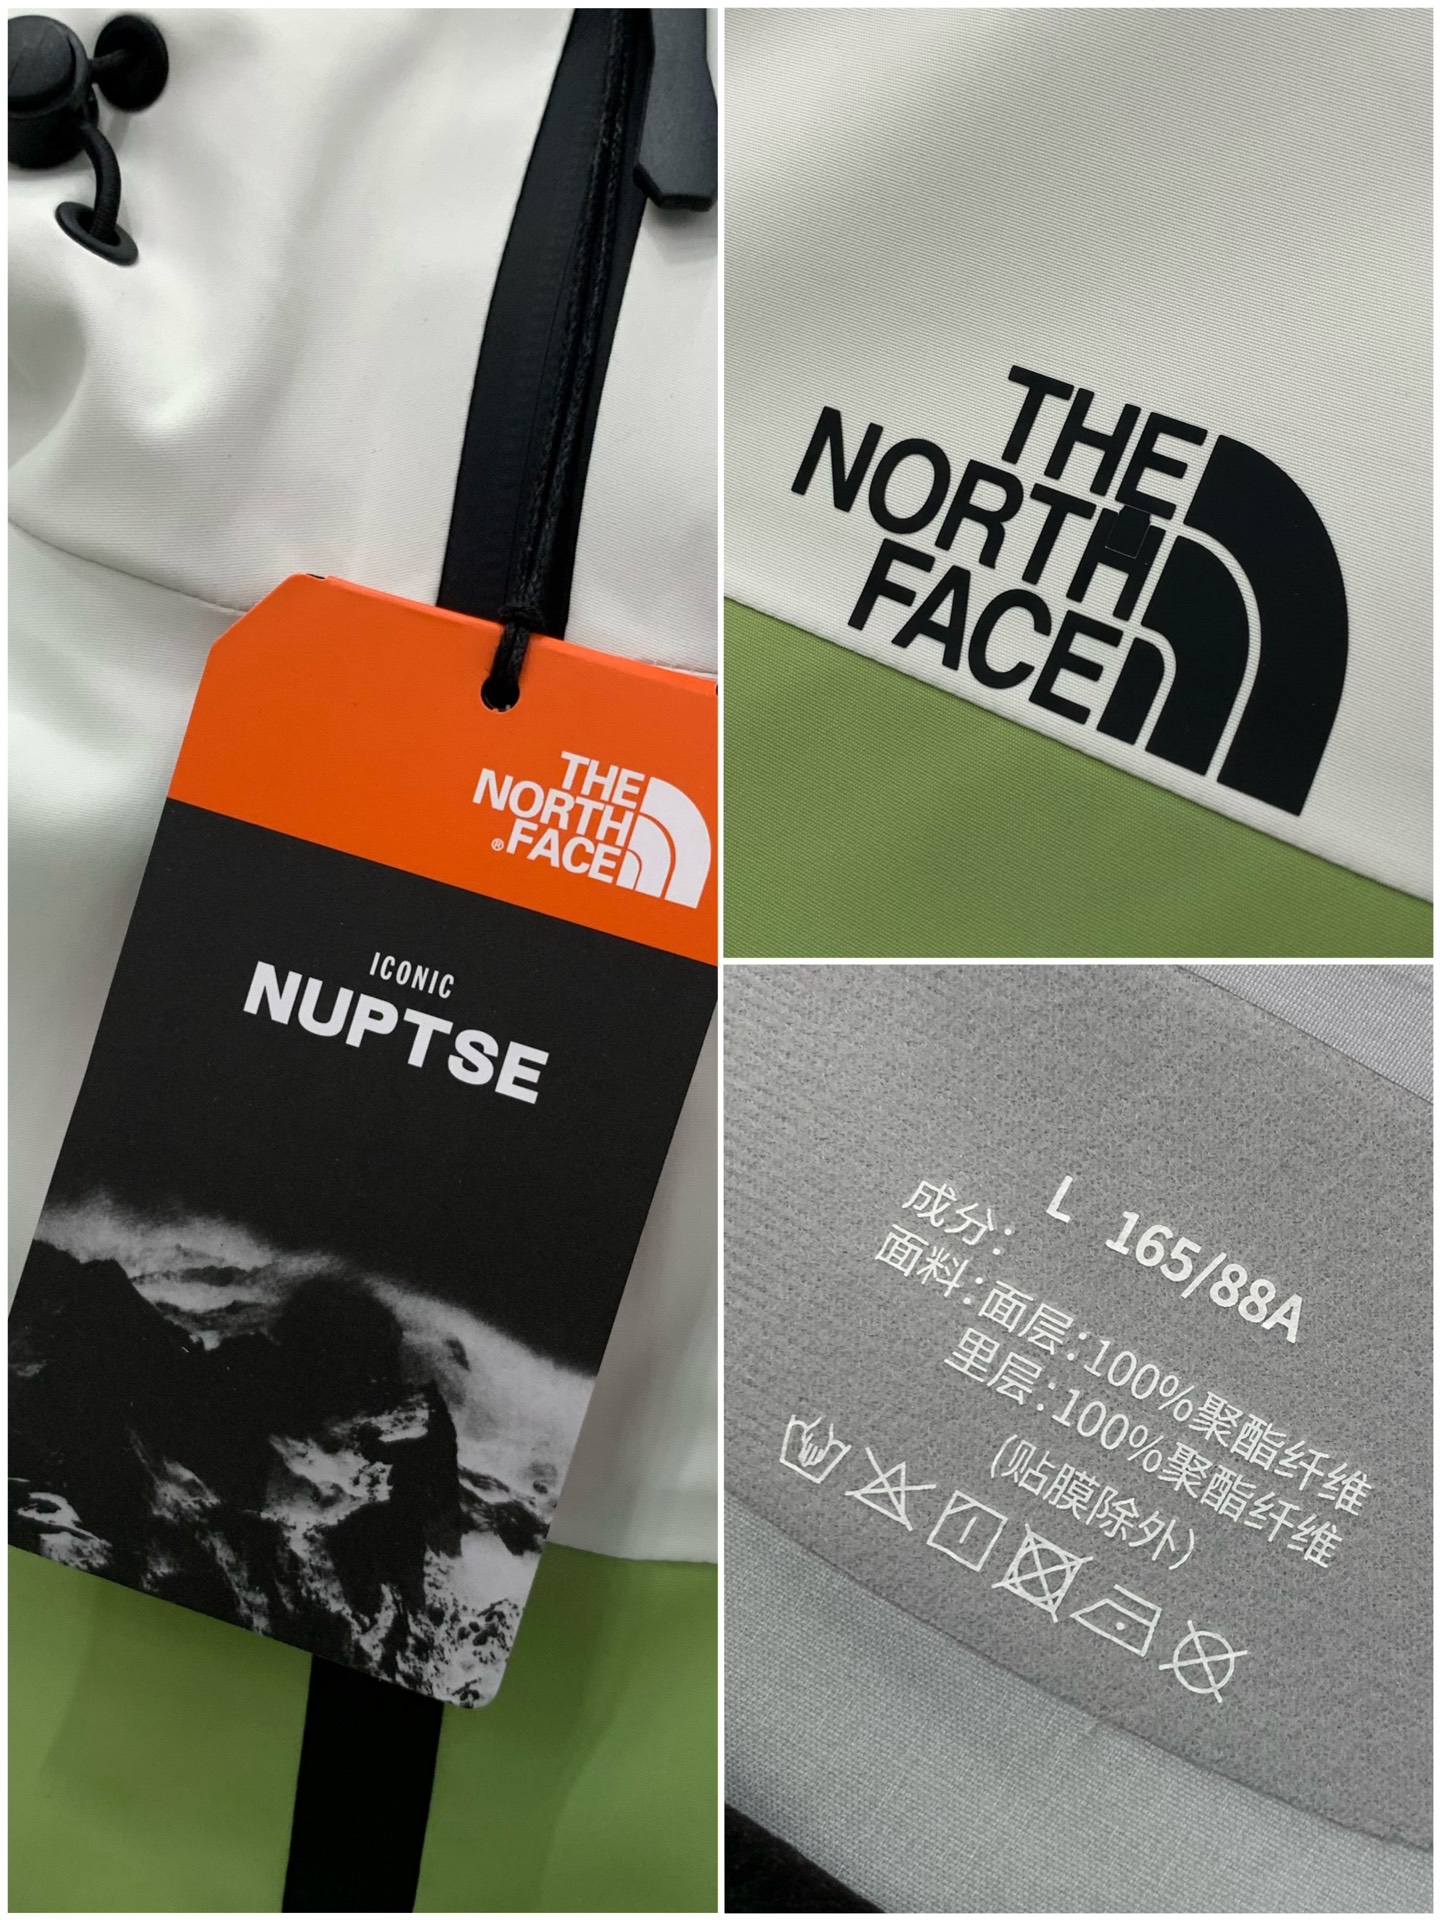 THE
NORTH
®FACE
ICONIC
NUPTSE
THE
NORTH
FACE
L 165/88A
成分:
面料:面层:100%聚酯纤维
里层:100%聚酯纤维
(贴膜除外)